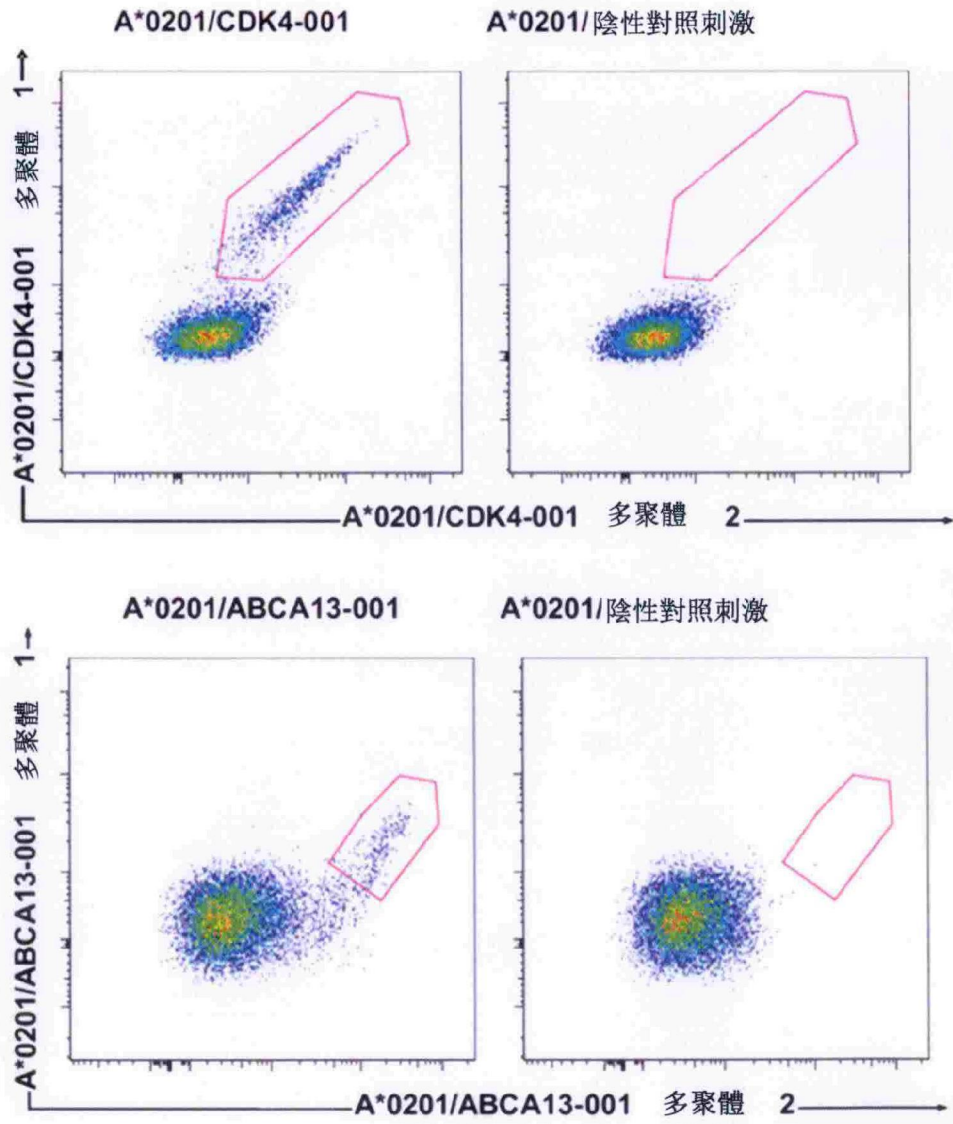 A*0201/CDK4-001
A*0201/陰性對照刺激
A*0201/CDK4-001 多聚體 1
A*0201/CDK4-001 多聚體 2
A*0201/ABCA13-001
A*0201/陰性對照刺激
A*0201/ABCA13-001 多聚體 1
A*0201/ABCA13-001 多聚體 2